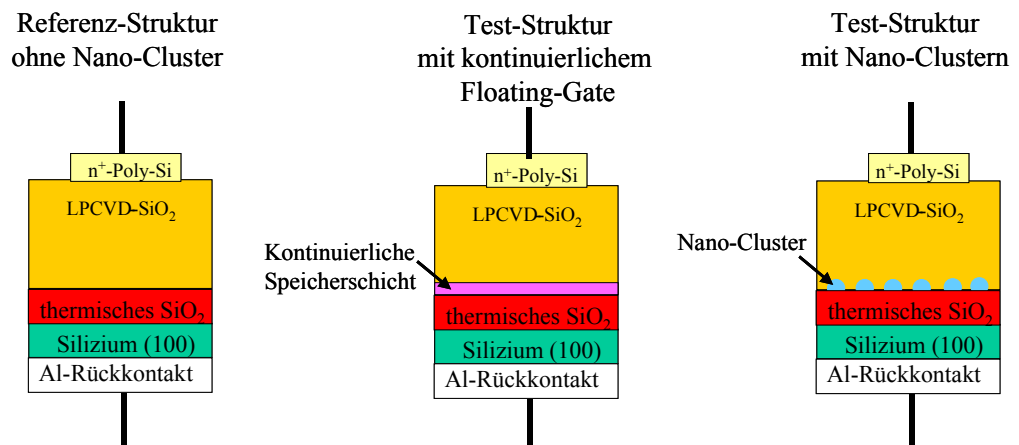 Referenz-Struktur
ohne Nano-Cluster
n⁺-Poly-Si
LPCVD-SiO₂
thermisches SiO₂
Silizium (100)
Al-Rückkontakt
Test-Struktur
mit kontinuierlichem
Floating-Gate
n⁺-Poly-Si
LPCVD-SiO₂
Kontinuierliche
Speicherschicht
thermisches SiO₂
Silizium (100)
Al-Rückkontakt
Test-Struktur
mit Nano-Clustern
n⁺-Poly-Si
LPCVD-SiO₂
Nano-Cluster
thermisches SiO₂
Silizium (100)
Al-Rückkontakt